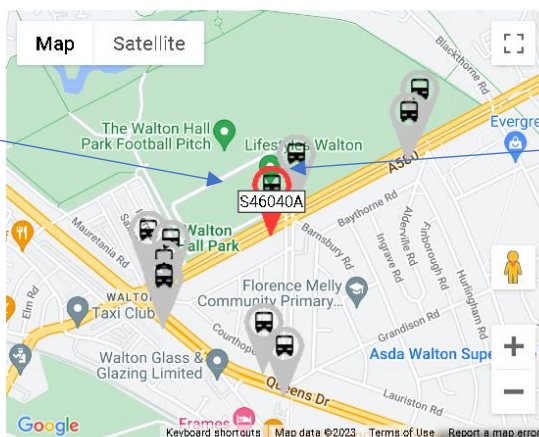 Map
Satellite
Blackthorne Rd
The Walton Hall
Park Football Pitch
Lifestyles Walton
Evergre
A580
S46040A
Walton
all Park
Baythorne Rd
Barnsbury Rd
Alderville Rd
Ingrave Rd
Finborough Rd
Hurlingham Rd
Mauretania Rd
Elm Rd
WALTO
Taxi Club
Florence Melly
Community Primary...
Grandison Rd
Courthope
Walton Glass &
Glazing Limited
Asda Walton Supe
Queens Dr
Lauriston Rd
Frames
Google
Keyboard shortcuts
Map data ©2023
Terms of Use
Report a map error